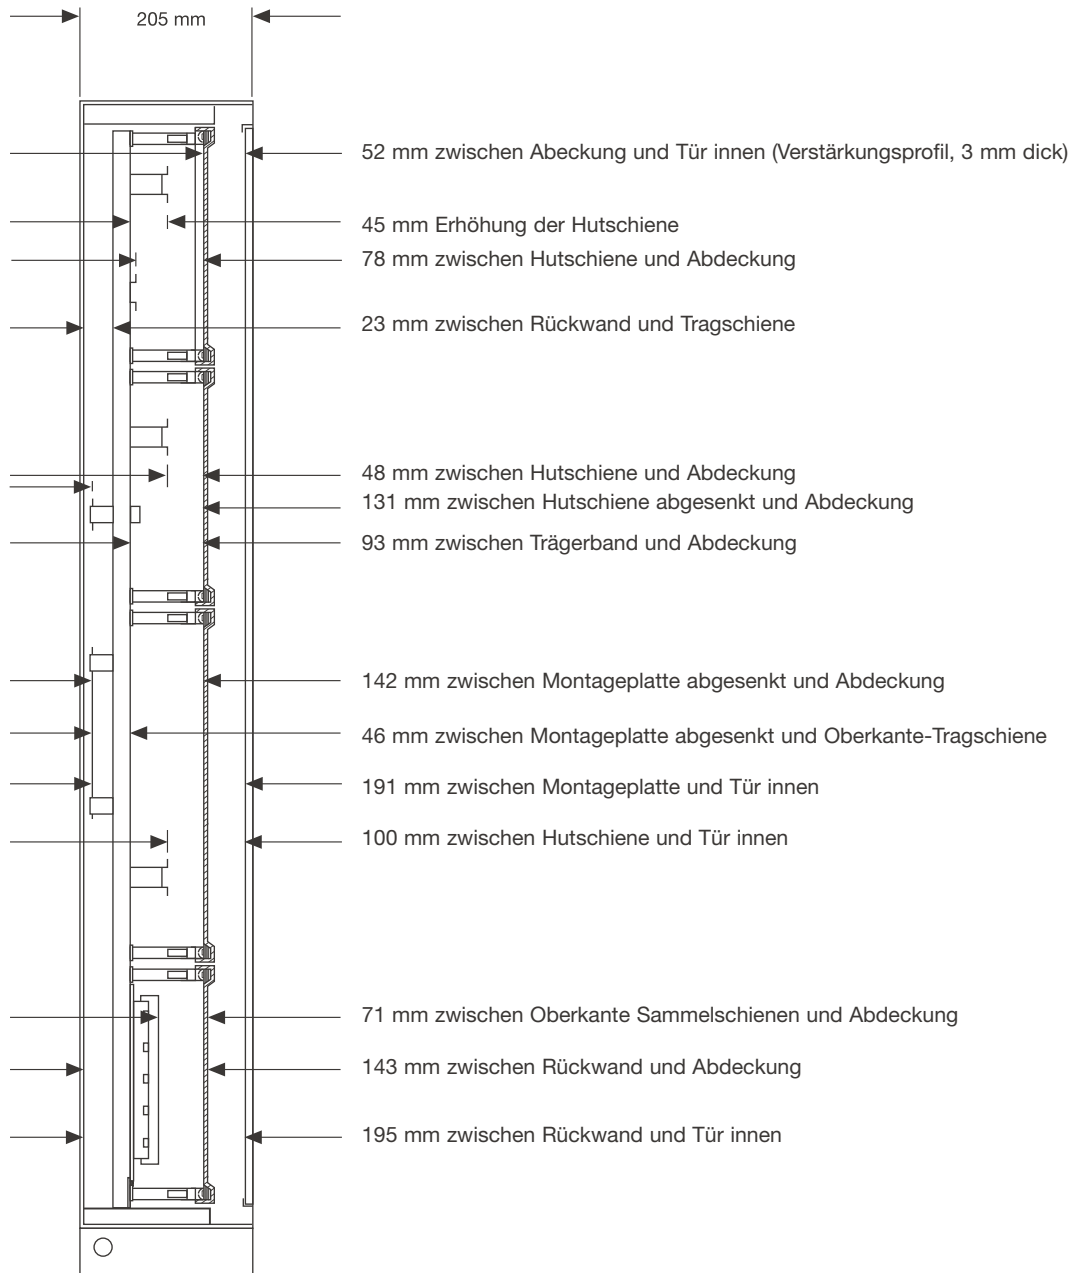 205 mm
52 mm zwischen Abeckung und Tür innen (Verstärkungsprofil, 3 mm dick)
45 mm Erhöhung der Hutschiene
78 mm zwischen Hutschiene und Abdeckung
23 mm zwischen Rückwand und Tragschiene
48 mm zwischen Hutschiene und Abdeckung
131 mm zwischen Hutschiene abgesenkt und Abdeckung
93 mm zwischen Trägerband und Abdeckung
142 mm zwischen Montageplatte abgesenkt und Abdeckung
46 mm zwischen Montageplatte abgesenkt und Oberkante-Tragschiene
191 mm zwischen Montageplatte und Tür innen
100 mm zwischen Hutschiene und Tür innen
71 mm zwischen Oberkante Sammelschienen und Abdeckung
143 mm zwischen Rückwand und Abdeckung
195 mm zwischen Rückwand und Tür innen